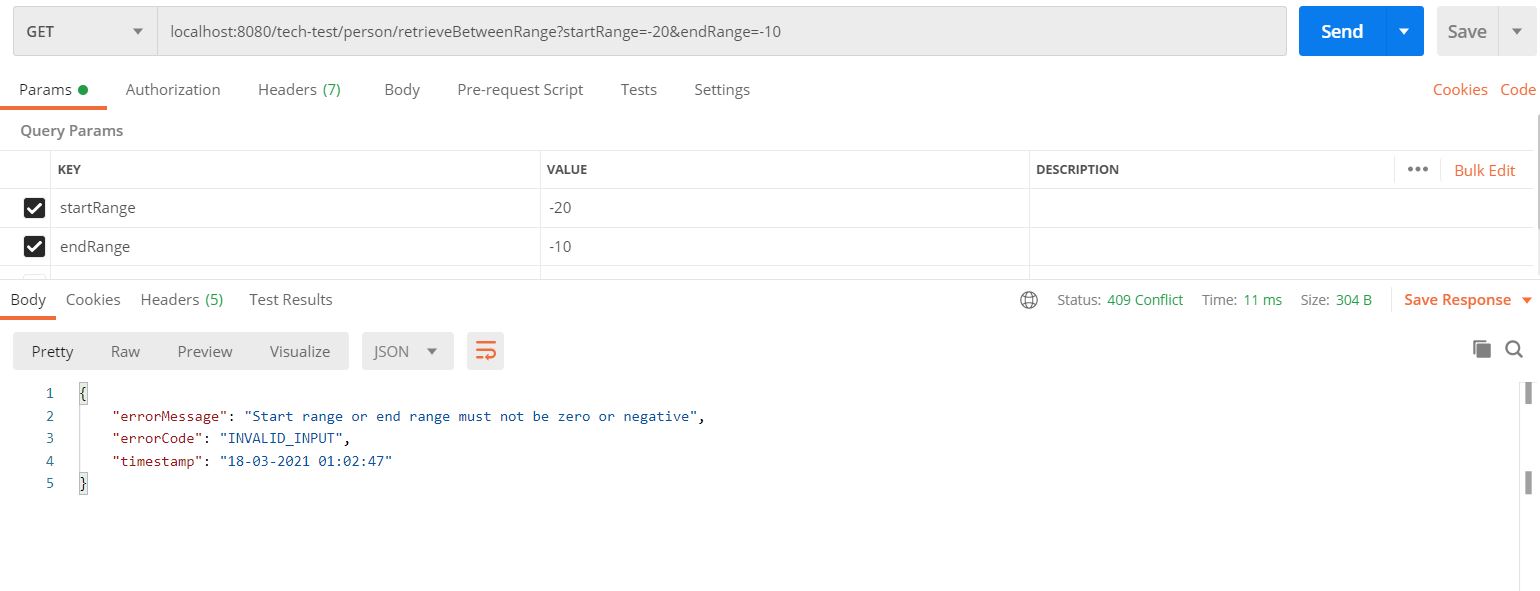 GET localhost:8080/tech-test/person/retrieveBetweenRange?startRange=-20&endRange=-10 Send Save
Params Authorization Headers (7) Body Pre-request Script Tests Settings Cookies Code
Query Params
KEY VALUE DESCRIPTION ••• Bulk Edit
startRange -20
endRange -10
Body Cookies Headers (5) Test Results Status: 409 Conflict Time: 11 ms Size: 304 B Save Response
Pretty Raw Preview Visualize JSON
1 {
2 "errorMessage": "Start range or end range must not be zero or negative",
3 "errorCode": "INVALID_INPUT",
4 "timestamp": "18-03-2021 01:02:47"
5 }